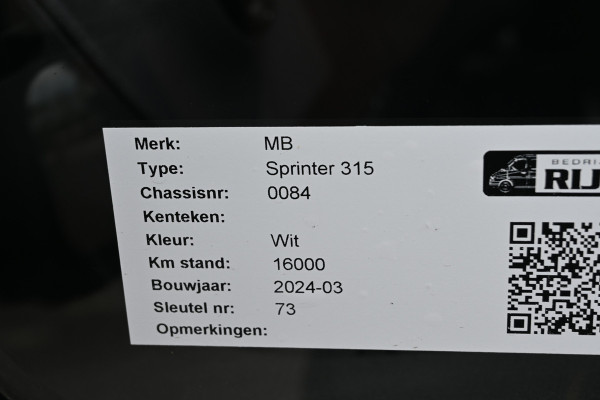 Merk: MB
Type: Sprinter 315
Chassisnr: 0084
Kenteken:
Kleur: Wit
Km stand: 16000
Bouwjaar: 2024-03
Sleutel nr: 73
Opmerkingen:
BEDRI
RIJ